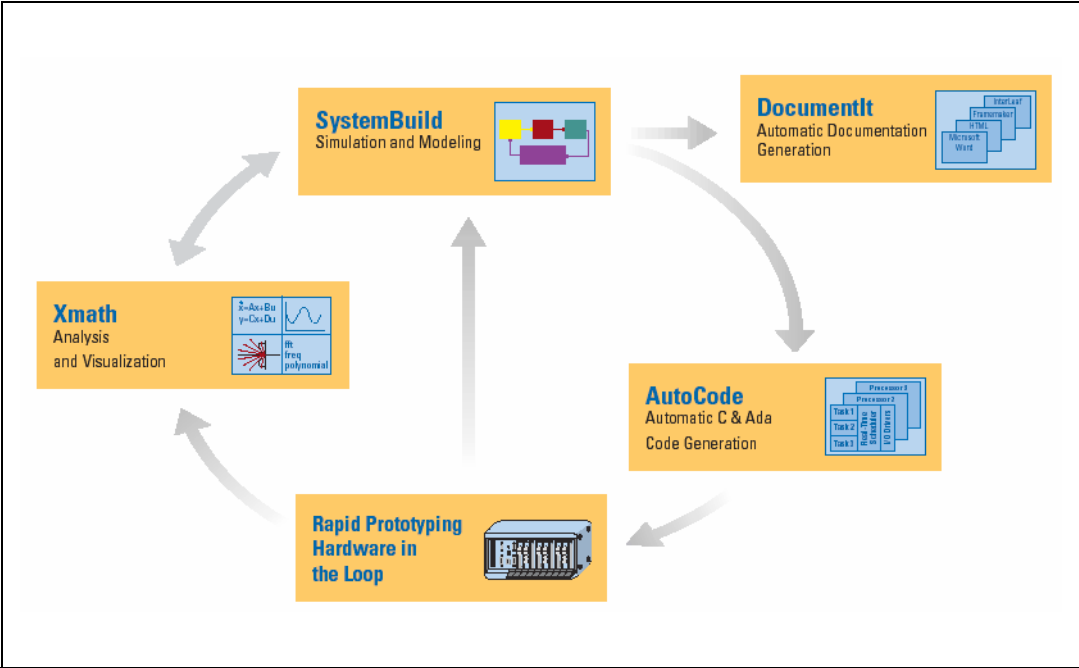 SystemBuild
Simulation and Modeling
DocumentIt
Automatic Documentation
Generation
InterLeaf
Framemaker
HTML
Microsoft
Word
Xmath
Analysis
and Visualization
ẋ=Ax+Bu
y=Cx+Du
fft
freq
polynomial
AutoCode
Automatic C & Ada
Code Generation
Processor 3
Processor 2
Task 1
Task 2
Task 3
Real-Time
Scheduler
I/O Drivers
Rapid Prototyping
Hardware in
the Loop